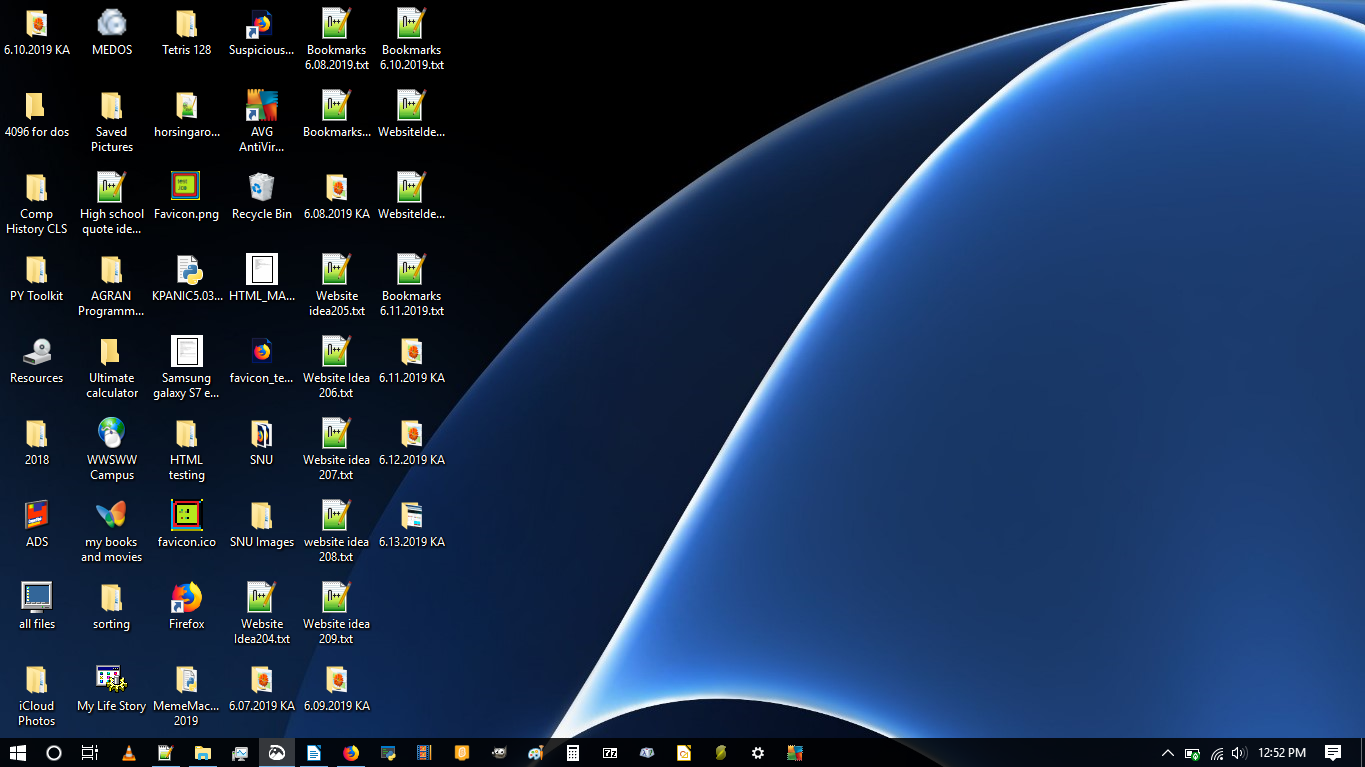 6.10.2019 KA
MEDOS
Tetris 128
Suspicious...
Bookmarks
6.08.2019.txt
Bookmarks
6.10.2019.txt
4096 for dos
Saved
Pictures
horsingaro...
AVG
AntiVir...
Bookmarks...
WebsiteIde...
Comp
History CLS
High school
quote ide...
Favicon.png
Recycle Bin
6.08.2019 KA
WebsiteIde...
PY Toolkit
AGRAN
Programm...
KPANIC5.03...
HTML_MA...
Website
idea205.txt
Bookmarks
6.11.2019.txt
Resources
Ultimate
calculator
Samsung
galaxy S7 e...
favicon_te...
Website Idea
206.txt
6.11.2019 KA
2018
WWSWW
Campus
HTML
testing
SNU
Website idea
207.txt
6.12.2019 KA
ADS
my books
and movies
favicon.ico
SNU Images
website idea
208.txt
6.13.2019 KA
all files
sorting
Firefox
Website
Idea204.txt
Website idea
209.txt
iCloud
Photos
My Life Story
MemeMac...
2019
6.07.2019 KA
6.09.2019 KA
12:52 PM